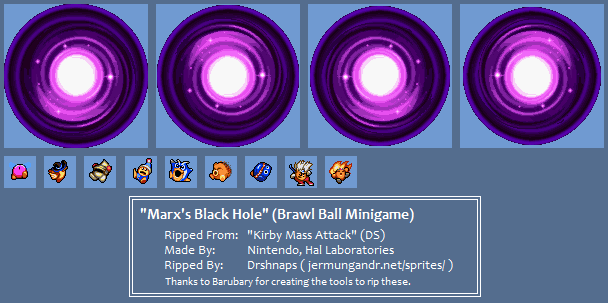 "Marx's Black Hole" (Brawl Ball Minigame)
Ripped From: "Kirby Mass Attack" (DS)
Made By: Nintendo, Hal Laboratories
Ripped By: Drshnaps ( jermungandr.net/sprites/ )
Thanks to Barubary for creating the tools to rip these.